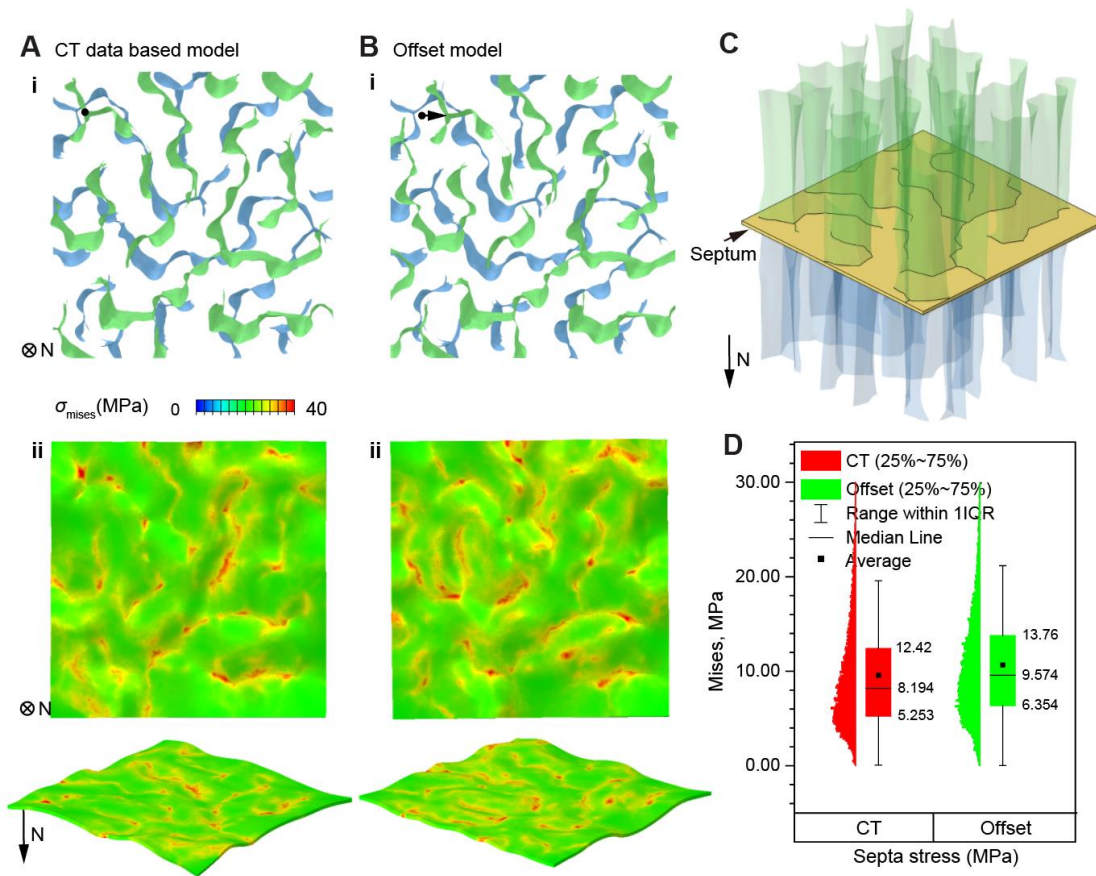 A CT data based model
B Offset model
C
i
i
Septum
N
⊗ N
σmises(MPa) 0 40
ii
ii
⊗ N
⊗ N
N
D
CT (25%~75%)
Offset (25%~75%)
Range within 1IQR
Median Line
Average
30.00
20.00
10.00
0.00
Mises, MPa
12.42
8.194
5.253
13.76
9.574
6.354
CT Offset
Septa stress (MPa)